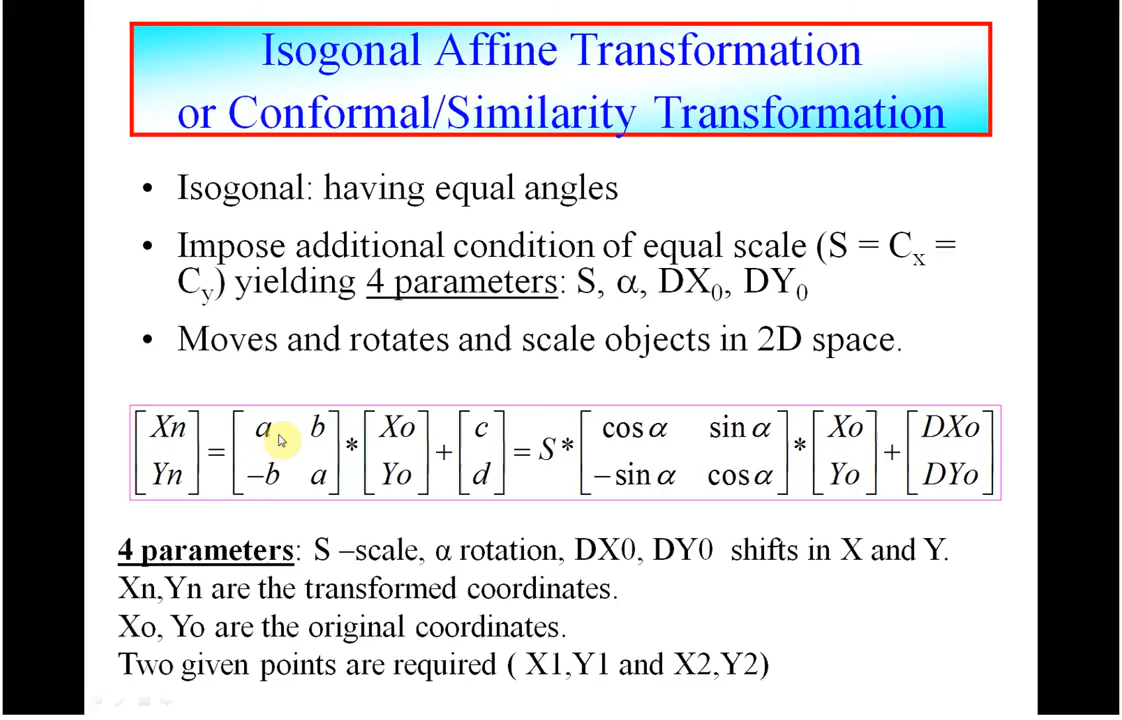 Isogonal Affine Transformation
or Conformal/Similarity Transformation
• Isogonal: having equal angles
• Impose additional condition of equal scale (S = Cx =
Cy) yielding 4 parameters: S, α, DX0, DY0
• Moves and rotates and scale objects in 2D space.
[Xn; Yn] = [a b; −b a] * [Xo; Yo] + [c; d] = S * [cos α sin α; −sin α cos α] * [Xo; Yo] + [DXo; DYo]
4 parameters: S –scale, α rotation, DX0, DY0 shifts in X and Y.
Xn,Yn are the transformed coordinates.
Xo, Yo are the original coordinates.
Two given points are required ( X1,Y1 and X2,Y2)